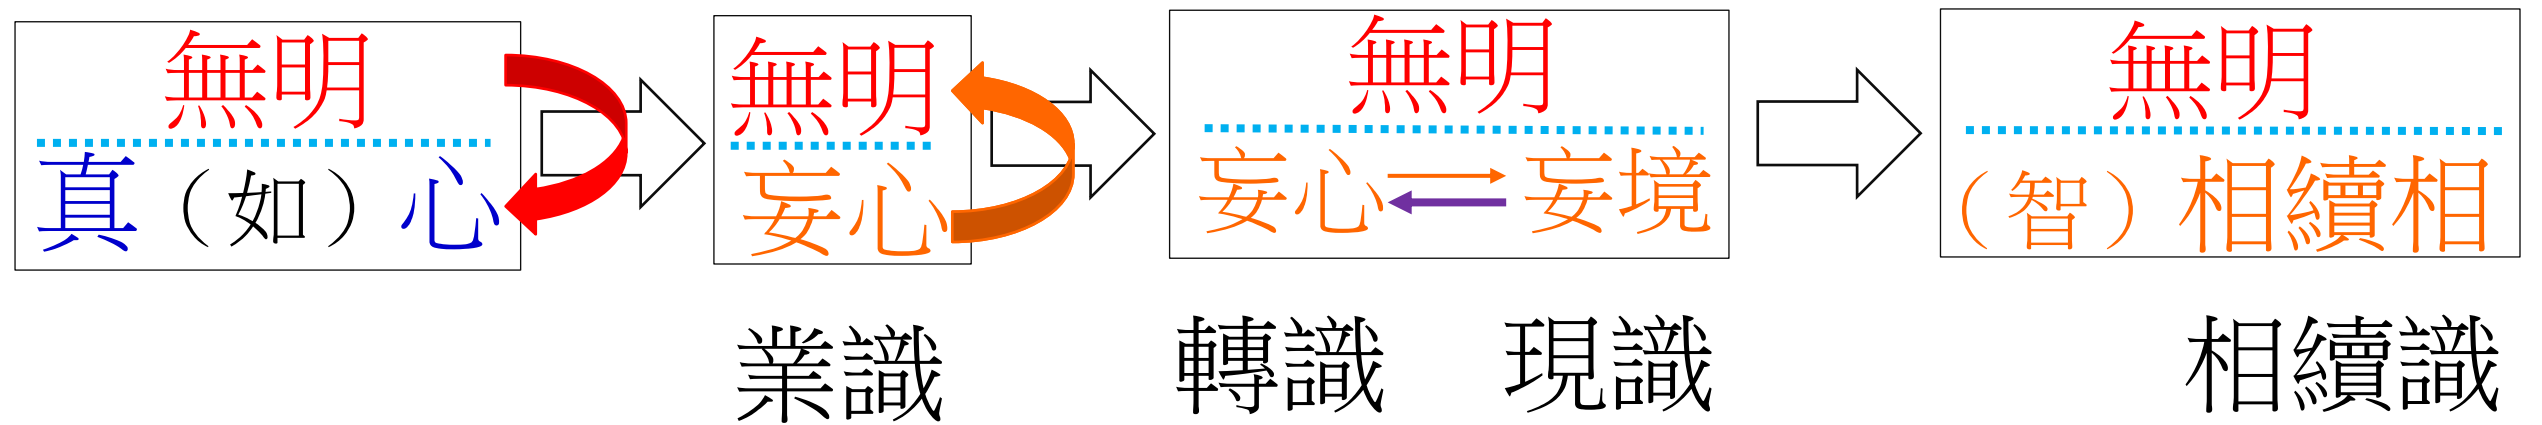 無明
真（如）心
無明
妄心
無明
妄心 妄境
無明
（智）相續相
業識
轉識 現識
相續識